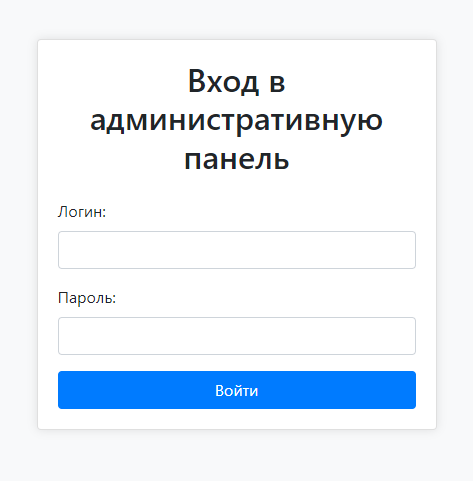 Вход в
административную
панель
Логин:
Пароль:
Войти